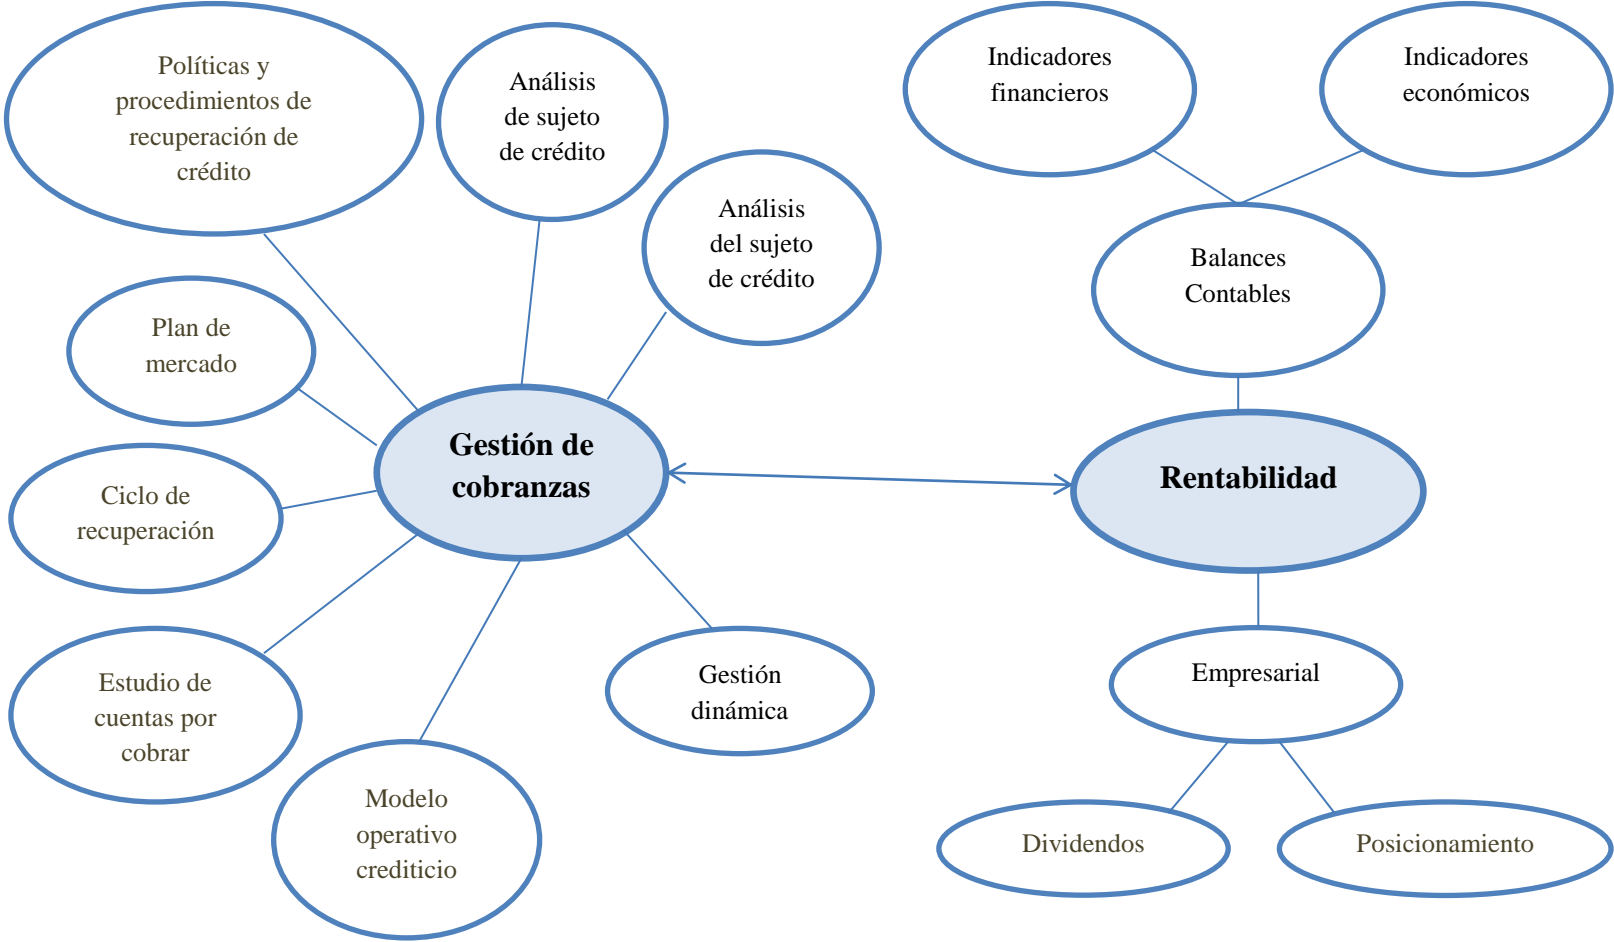 Políticas y
procedimientos de
recuperación de
crédito
Análisis
de sujeto
de crédito
Análisis
del sujeto
de crédito
Plan de
mercado
Gestión de
cobranzas
Ciclo de
recuperación
Estudio de
cuentas por
cobrar
Modelo
operativo
crediticio
Gestión
dinámica
Indicadores
financieros
Indicadores
económicos
Balances
Contables
Rentabilidad
Empresarial
Dividendos
Posicionamiento